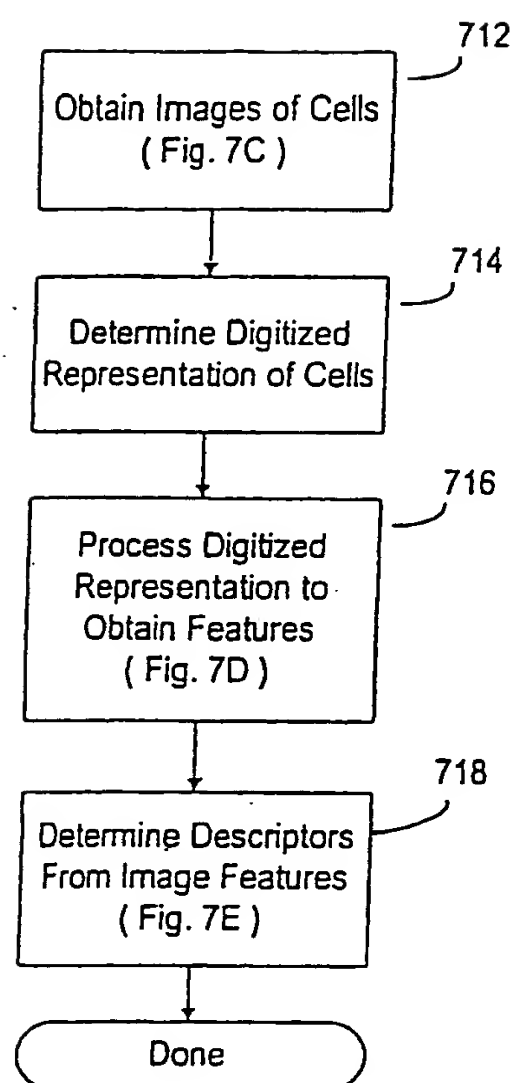 712
Obtain Images of Cells
( Fig. 7C )
714
Determine Digitized
Representation of Cells
716
Process Digitized
Representation to
Obtain Features
( Fig. 7D )
718
Determine Descriptors
From Image Features
( Fig. 7E )
Done